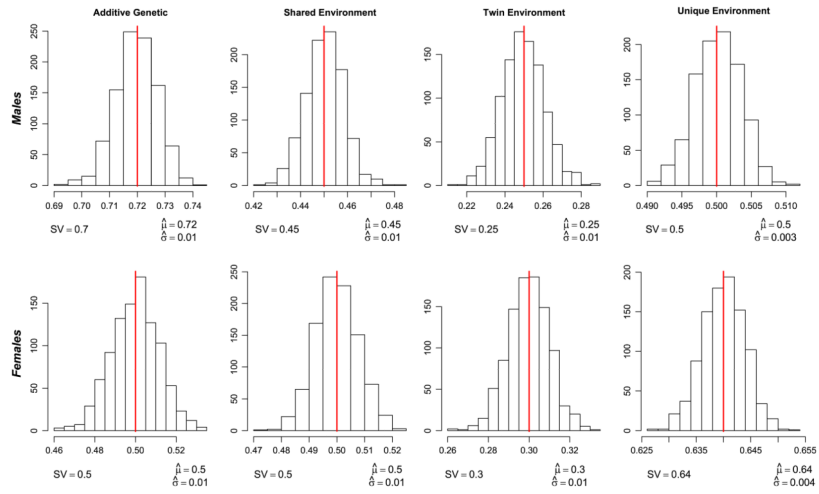 Additive Genetic
Shared Environment
Twin Environment
Unique Environment
Males
0 50 100 150 200 250
0.69 0.70 0.71 0.72 0.73 0.74
SV = 0.7
μ̂ = 0.72
σ̂ = 0.01
0 50 100 150 200
0.42 0.44 0.46 0.48
SV = 0.45
μ̂ = 0.45
σ̂ = 0.01
0 50 100 150
0.22 0.24 0.26 0.28
SV = 0.25
μ̂ = 0.25
σ̂ = 0.01
0 50 100 150 200
0.490 0.495 0.500 0.505 0.510
SV = 0.5
μ̂ = 0.5
σ̂ = 0.003
Females
0 50 100 150
0.46 0.48 0.50 0.52
SV = 0.5
μ̂ = 0.5
σ̂ = 0.01
0 50 100 150 200 250
0.47 0.48 0.49 0.50 0.51 0.52
SV = 0.5
μ̂ = 0.5
σ̂ = 0.01
0 50 100 150
0.26 0.28 0.30 0.32
SV = 0.3
μ̂ = 0.3
σ̂ = 0.01
0 50 100 150 200
0.625 0.635 0.645 0.655
SV = 0.64
μ̂ = 0.64
σ̂ = 0.004